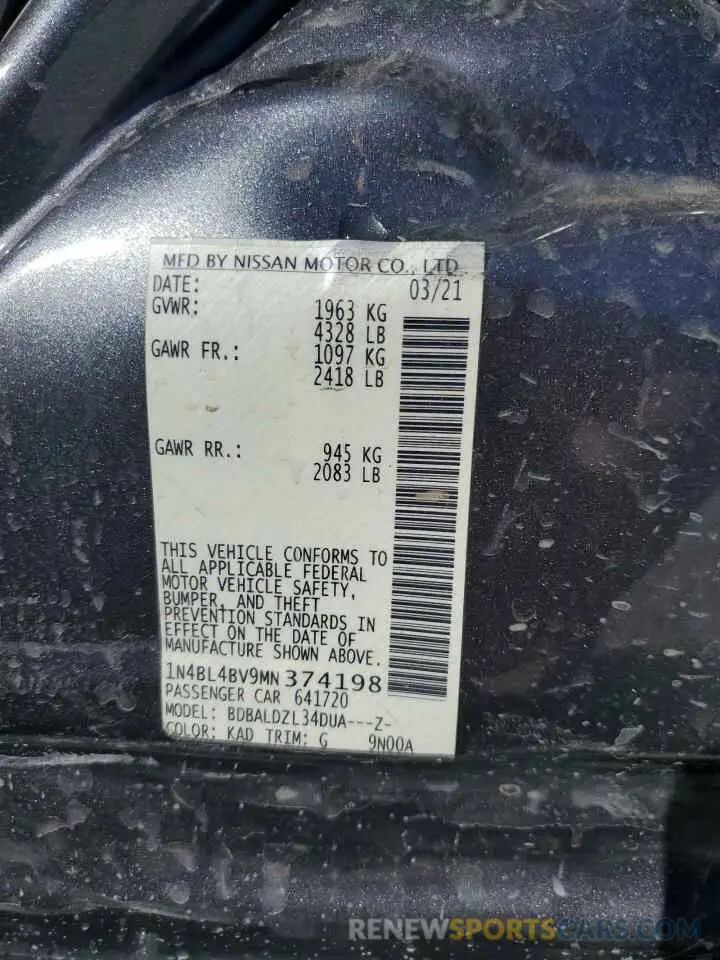 MFD BY NISSAN MOTOR CO., LTD
DATE: 03/21
GVWR: 1963 KG
4328 LB
GAWR FR.: 1097 KG
2418 LB
GAWR RR.: 945 KG
2083 LB
THIS VEHICLE CONFORMS TO
ALL APPLICABLE FEDERAL
MOTOR VEHICLE SAFETY,
BUMPER, AND THEFT
PREVENTION STANDARDS IN
EFFECT ON THE DATE OF
MANUFACTURE SHOWN ABOVE.
1N4BL4BV9MN374198
PASSENGER CAR 641720
MODEL: BDBALDZL34DUA---Z-
COLOR: KAD TRIM: G 9N00A
RENEWSPORTSCARS.COM